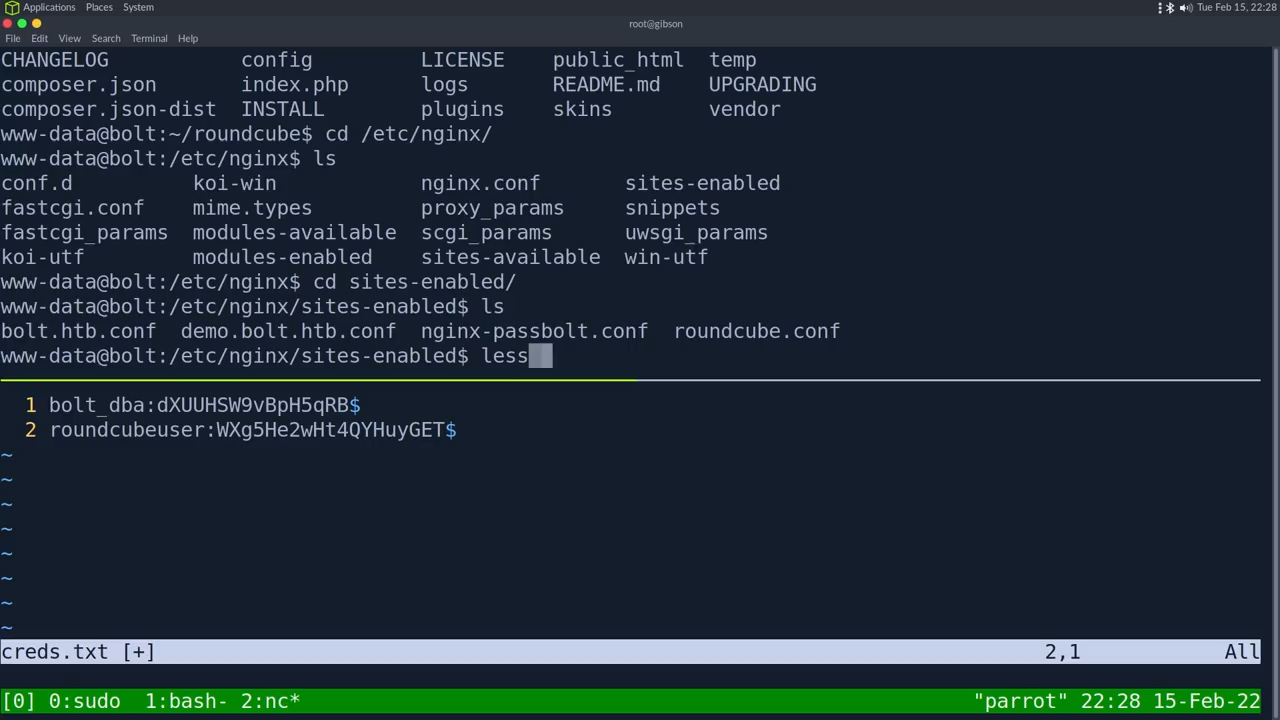 Applications Places System Tue Feb 15, 22:28
root@gibson
File Edit View Search Terminal Help
CHANGELOG config LICENSE public_html temp
composer.json index.php logs README.md UPGRADING
composer.json-dist INSTALL plugins skins vendor
www-data@bolt:~/roundcube$ cd /etc/nginx/
www-data@bolt:/etc/nginx$ ls
conf.d koi-win nginx.conf sites-enabled
fastcgi.conf mime.types proxy_params snippets
fastcgi_params modules-available scgi_params uwsgi_params
koi-utf modules-enabled sites-available win-utf
www-data@bolt:/etc/nginx$ cd sites-enabled/
www-data@bolt:/etc/nginx/sites-enabled$ ls
bolt.htb.conf demo.bolt.htb.conf nginx-passbolt.conf roundcube.conf
www-data@bolt:/etc/nginx/sites-enabled$ less
1 bolt_dba:dXUUHSW9vBpH5qRB$
2 roundcubeuser:WXg5He2wHt4QYHuyGET$
~
~
~
~
~
~
~
~
creds.txt [+] 2,1 All
[0] 0:sudo 1:bash- 2:nc* "parrot" 22:28 15-Feb-22